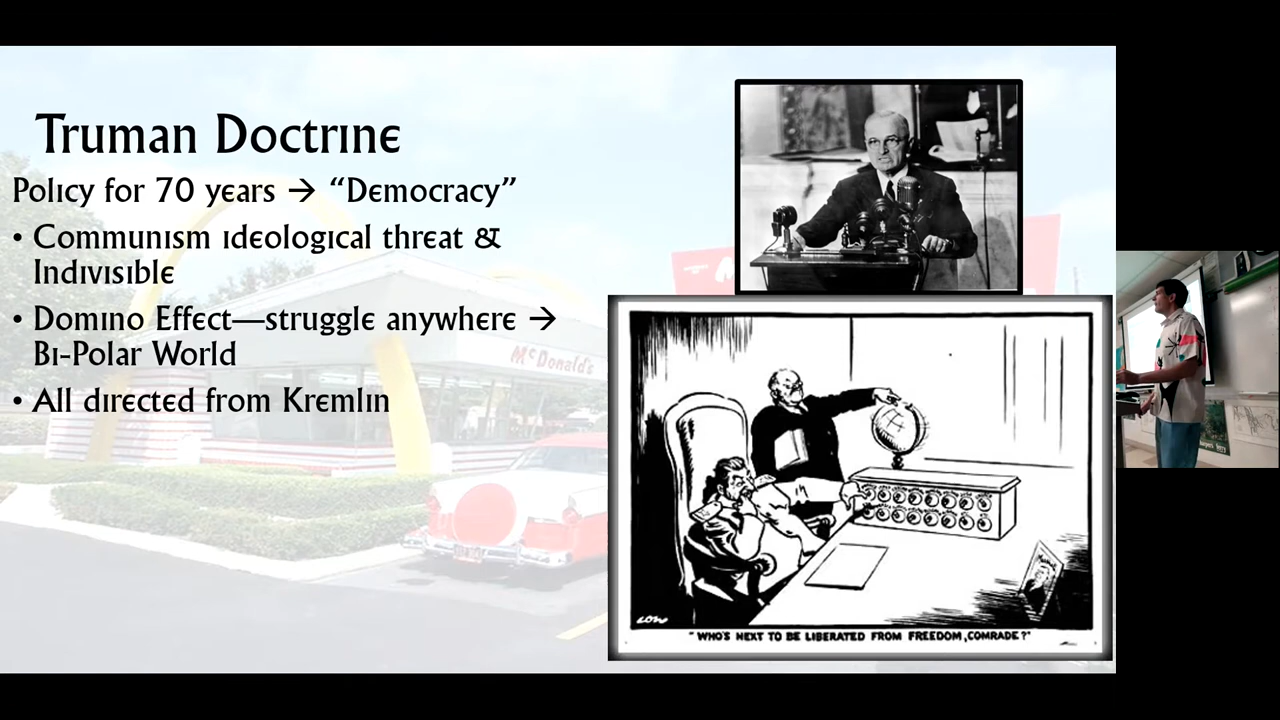 Truman Doctrine
Policy for 70 years → “Democracy”
• Communism ideological threat &
Indivisible
• Domino Effect—struggle anywhere →
Bi-Polar World
• All directed from Kremlin
McDonald's
LOW
"WHO'S NEXT TO BE LIBERATED FROM FREEDOM, COMRADE?"